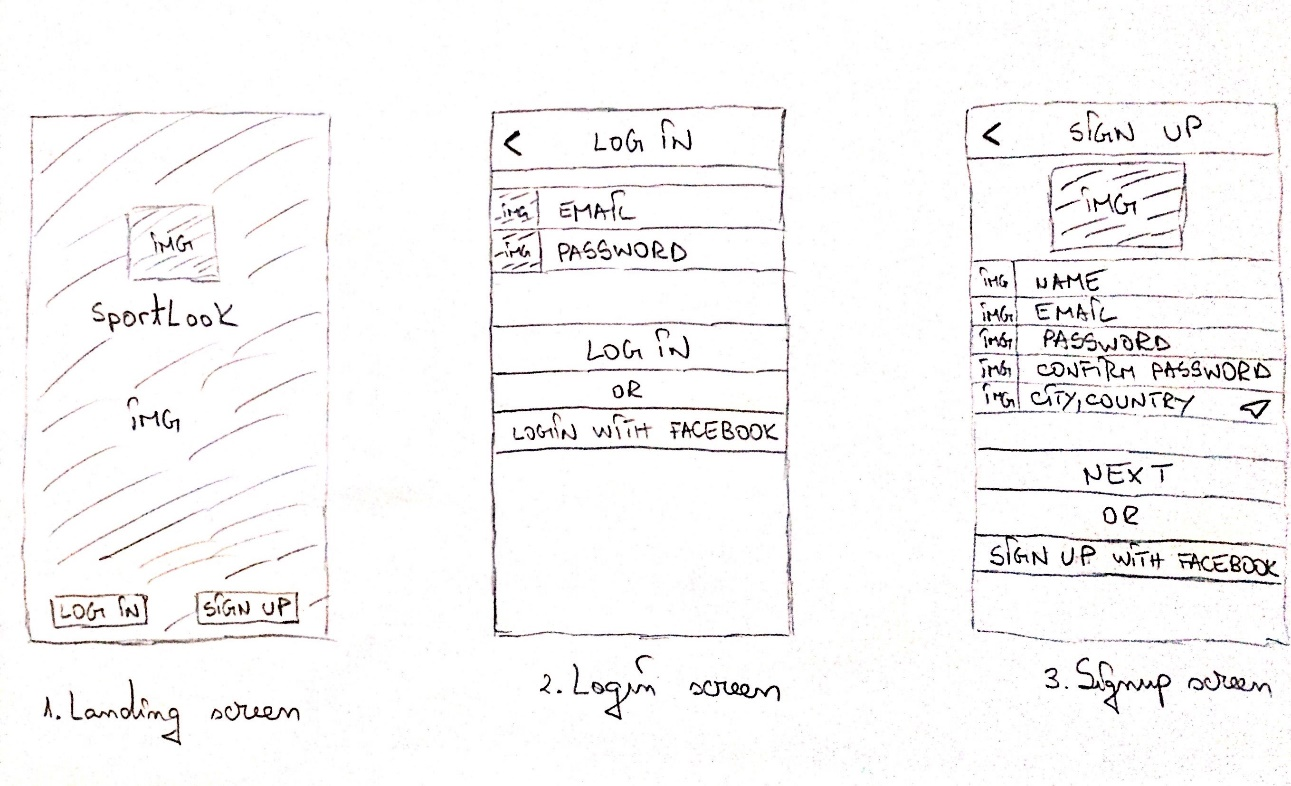 IMG
SportLook
IMG
LOG IN
SIGN UP
1. Landing screen
<
LOG IN
IMG EMAIL
IMG PASSWORD
LOG IN
OR
LOGIN WITH FACEBOOK
2. Login screen
<
SIGN UP
IMG
IMG NAME
IMG EMAIL
IMG PASSWORD
IMG CONFIRM PASSWORD
IMG CITY, COUNTRY
NEXT
OR
SIGN UP WITH FACEBOOK
3. Signup screen